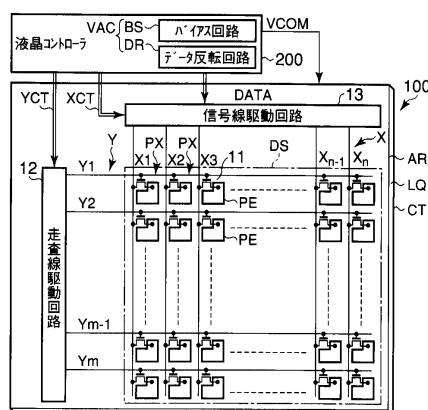 液晶コントローラ
VAC
BS
バイアス回路
DR
データ反転回路
200
VCOM
YCT
XCT
DATA
13
信号線駆動回路
100
12
Y
PX
PX
11
DS
X
X1
X2
X3
Xn-1
Xn
AR
LQ
CT
Y1
Y2
PE
PE
走査線駆動回路
Ym-1
Ym